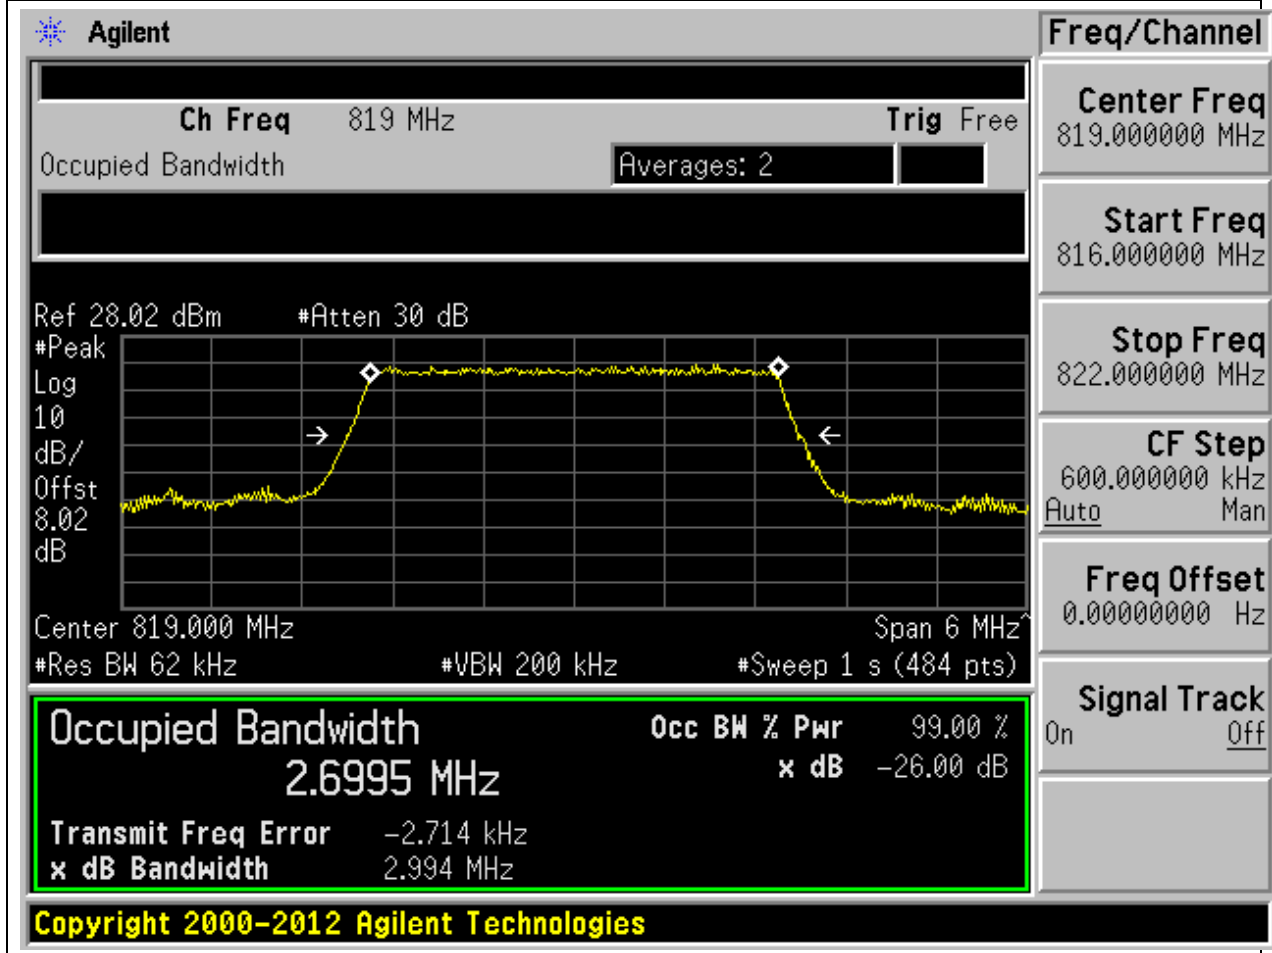 Agilent
Freq/Channel
Ch Freq 819 MHz Trig Free
Occupied Bandwidth Averages: 2
Center Freq
819.000000 MHz
Start Freq
816.000000 MHz
Stop Freq
822.000000 MHz
CF Step
600.000000 kHz
Auto Man
Freq Offset
0.00000000 Hz
Signal Track
On Off
Ref 28.02 dBm #Atten 30 dB
#Peak
Log
10
dB/
Offst
8.02
dB
Center 819.000 MHz Span 6 MHz^
#Res BW 62 kHz #VBW 200 kHz #Sweep 1 s (484 pts)
Occupied Bandwidth Occ BW % Pwr 99.00 %
2.6995 MHz x dB -26.00 dB
Transmit Freq Error -2.714 kHz
x dB Bandwidth 2.994 MHz
Copyright 2000-2012 Agilent Technologies